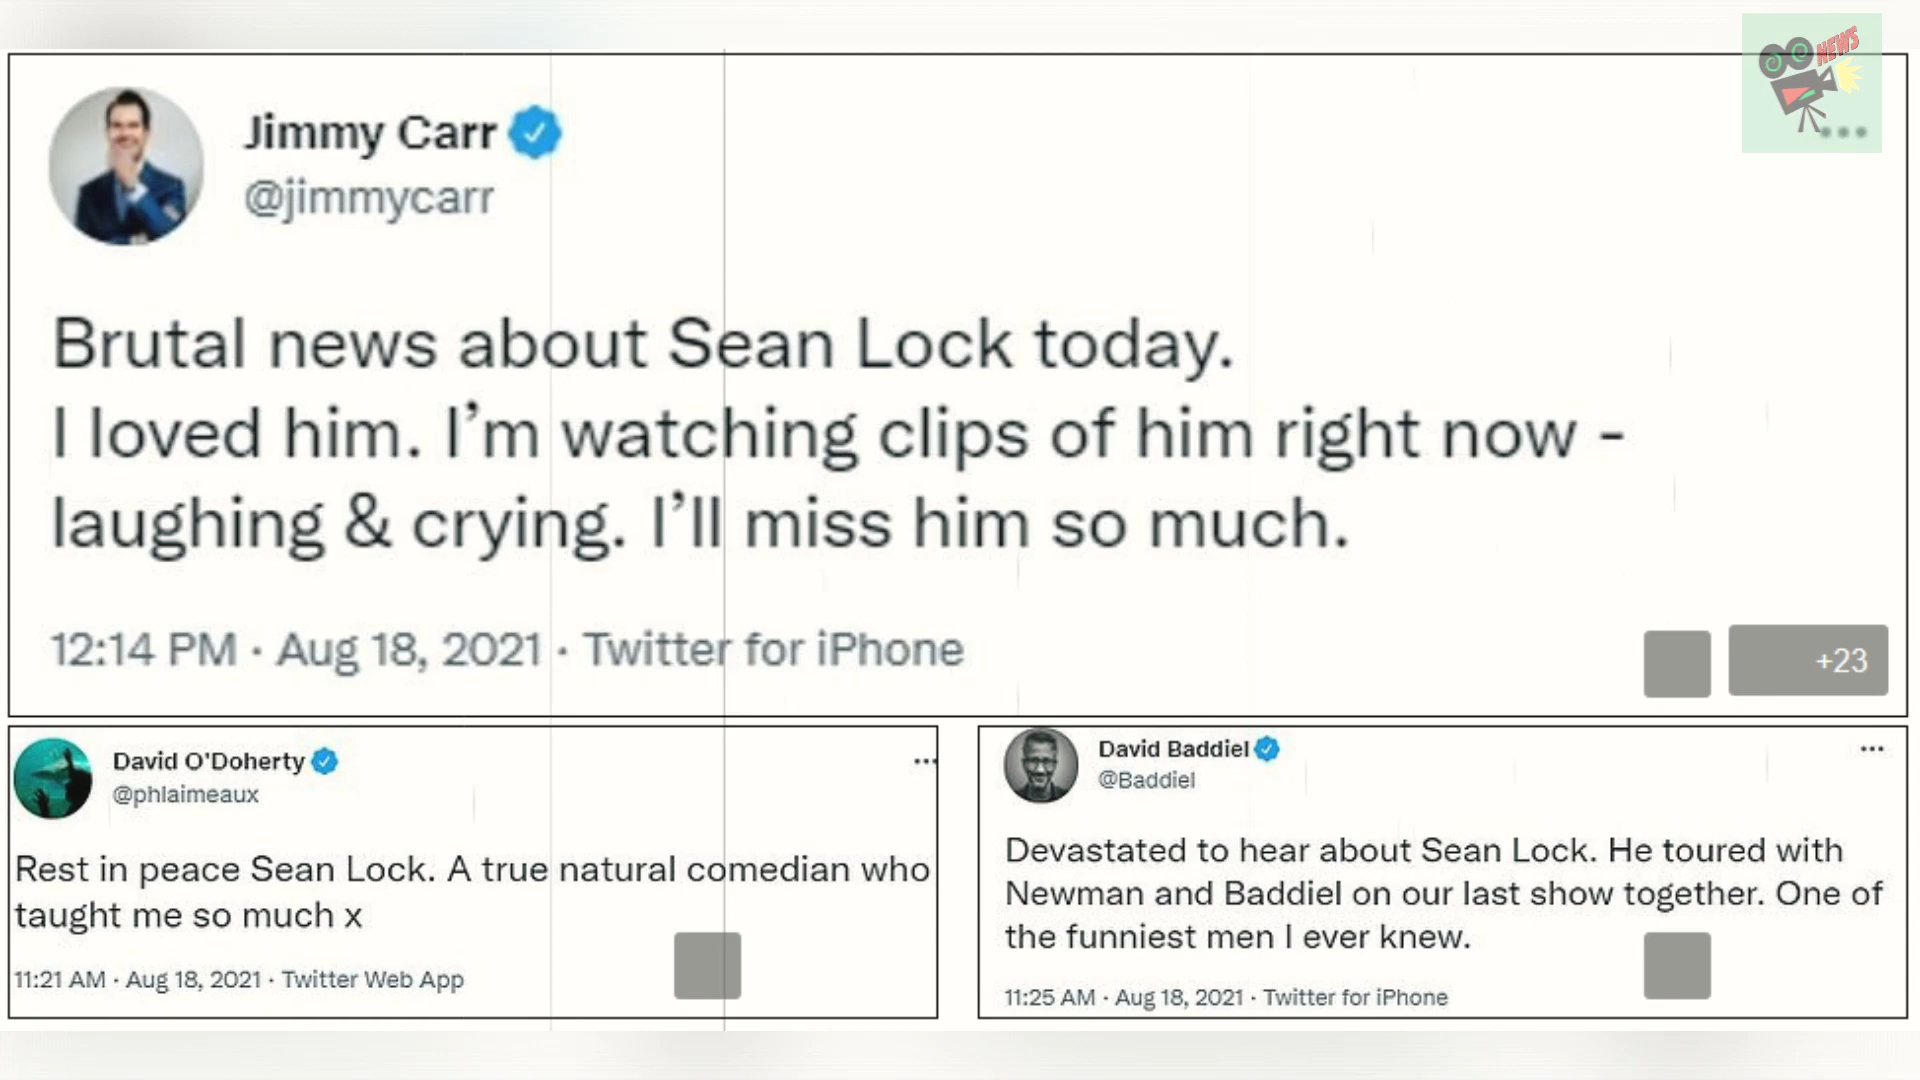 NEWS
Jimmy Carr
@jimmycarr
Brutal news about Sean Lock today.
I loved him. I’m watching clips of him right now -
laughing & crying. I’ll miss him so much.
12:14 PM · Aug 18, 2021 · Twitter for iPhone
+23
David O'Doherty
@phlaimeaux
Rest in peace Sean Lock. A true natural comedian who
taught me so much x
11:21 AM · Aug 18, 2021 · Twitter Web App
David Baddiel
@Baddiel
Devastated to hear about Sean Lock. He toured with
Newman and Baddiel on our last show together. One of
the funniest men I ever knew.
11:25 AM · Aug 18, 2021 · Twitter for iPhone